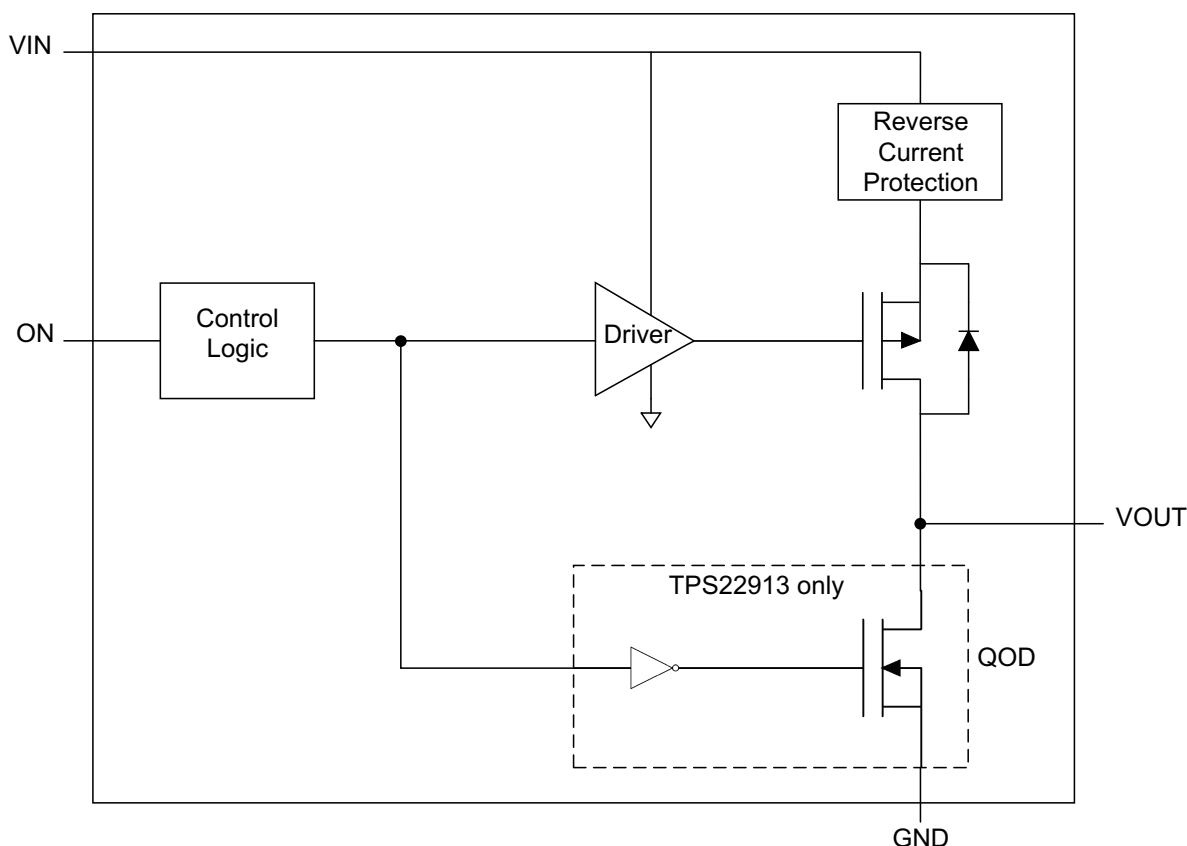 VIN
Reverse
Current
Protection
ON
Control
Logic
Driver
VOUT
TPS22913 only
QOD
GND